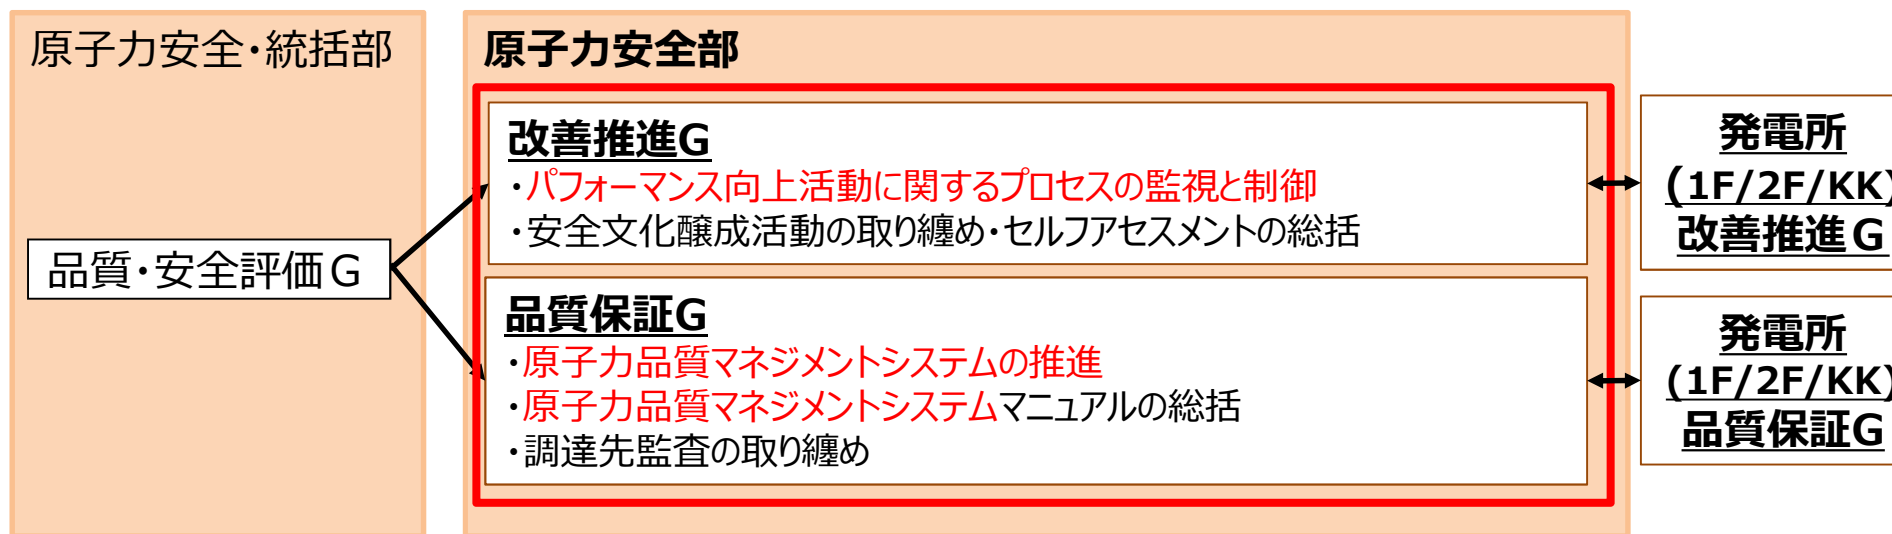 原子力安全・統括部
品質・安全評価G
原子力安全部
改善推進G
・パフォーマンス向上活動に関するプロセスの監視と制御
・安全文化醸成活動の取り纏め・セルフアセスメントの総括
品質保証G
・原子力品質マネジメントシステムの推進
・原子力品質マネジメントシステムマニュアルの総括
・調達先監査の取り纏め
発電所
(1F/2F/KK)
改善推進G
発電所
(1F/2F/KK)
品質保証G